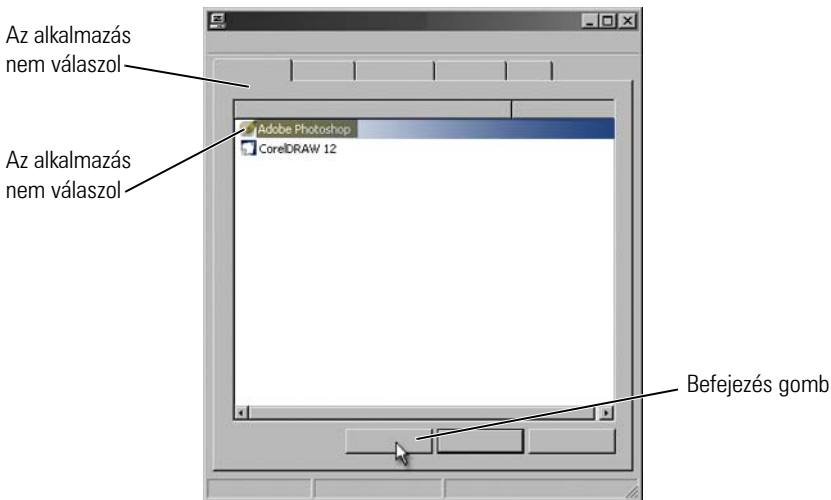 Az alkalmazás
nem válaszol
Adobe Photoshop
CorelDRAW 12
Az alkalmazás
nem válaszol
Befejezés gomb